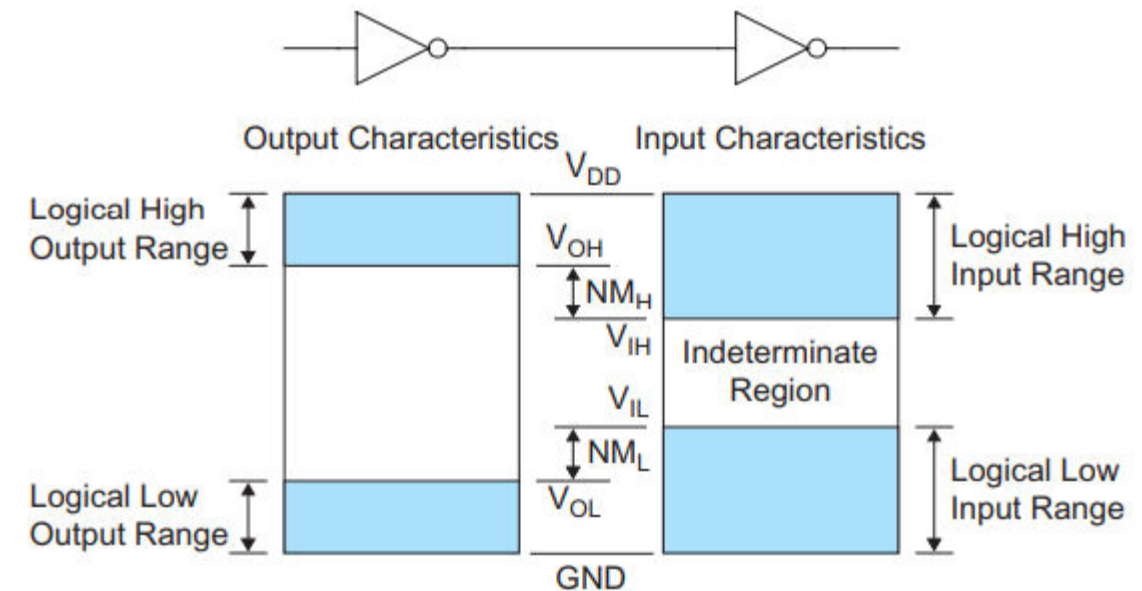 Output Characteristics
Input Characteristics
V_DD
Logical High
Output Range
V_OH
NM_H
V_IH
Logical High
Input Range
Indeterminate
Region
V_IL
NM_L
V_OL
Logical Low
Output Range
Logical Low
Input Range
GND